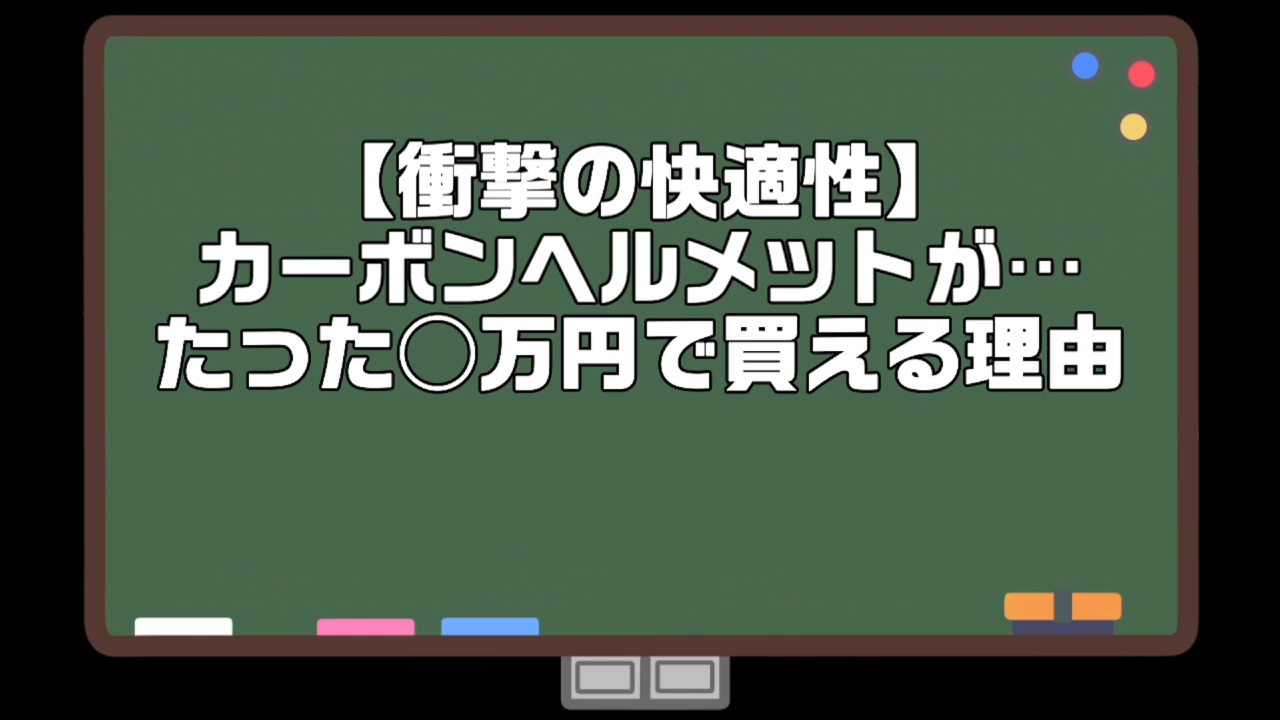 【衝撃の快適性】
カーボンヘルメットが…
たった◯万円で買える理由